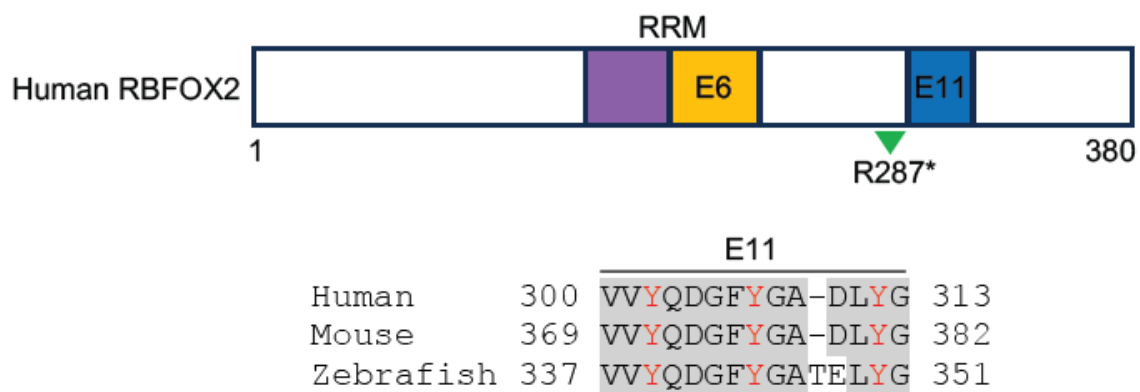 RRM
Human RBFOX2 E6 E11
1 380
R287*
E11
Human 300 VVYQDGFYGA-DLYG 313
Mouse 369 VVYQDGFYGA-DLYG 382
Zebrafish 337 VVYQDGFYGATELYG 351